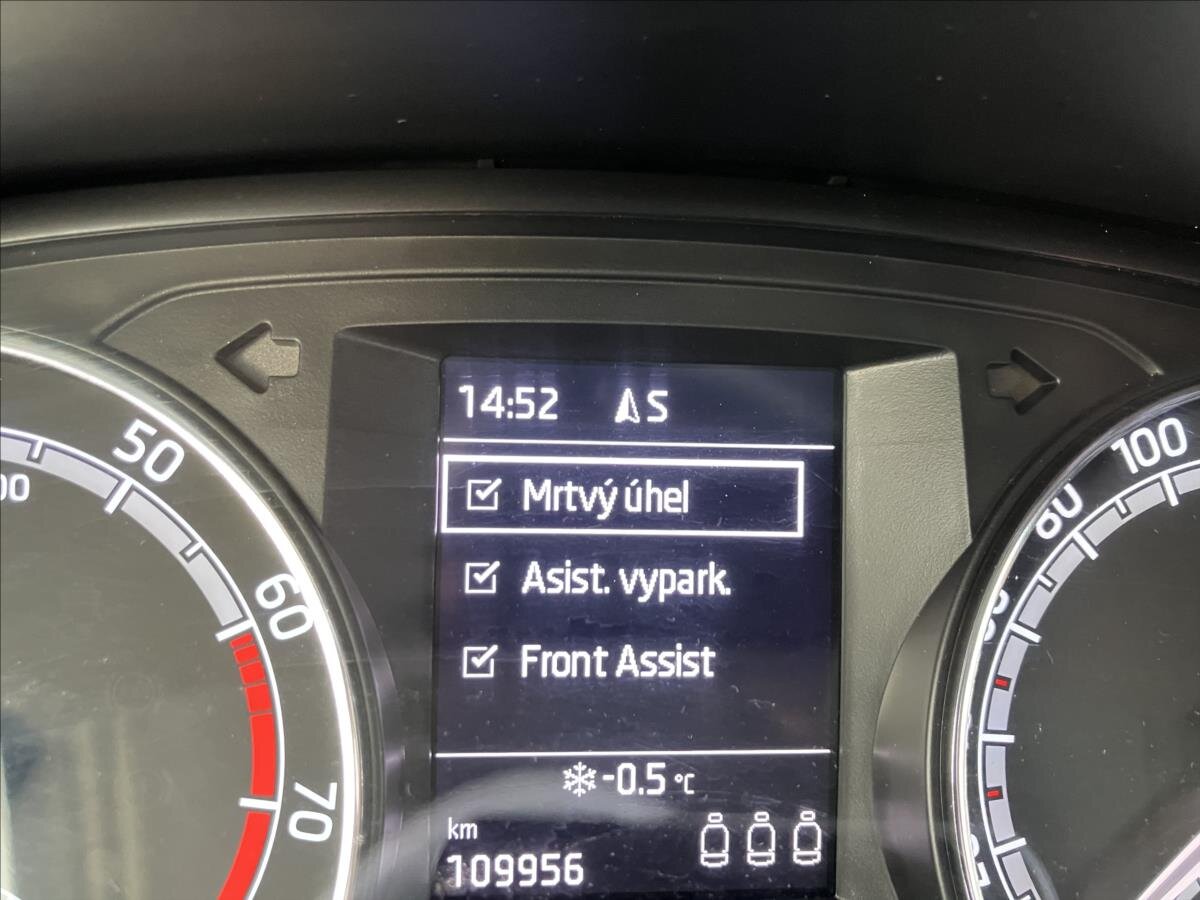 14:52 S
Mrtvý úhel
Asist. vypark.
Front Assist
-0.5 °C
km
109956
50
60
70
100
80